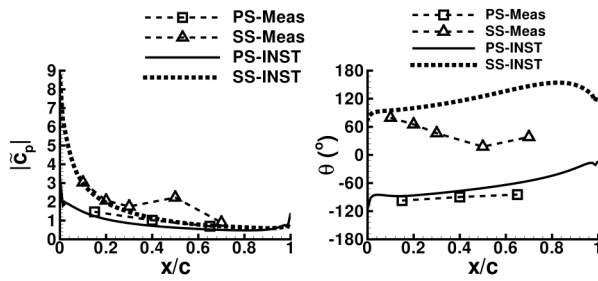 PS-Meas
SS-Meas
PS-INST
SS-INST
9
8
7
6
5
4
3
2
1
0
|c̃p|
0 0.2 0.4 0.6 0.8 1
x/c
PS-Meas
SS-Meas
PS-INST
SS-INST
180
120
60
0
-60
-120
-180
θ (°)
0 0.2 0.4 0.6 0.8 1
x/c